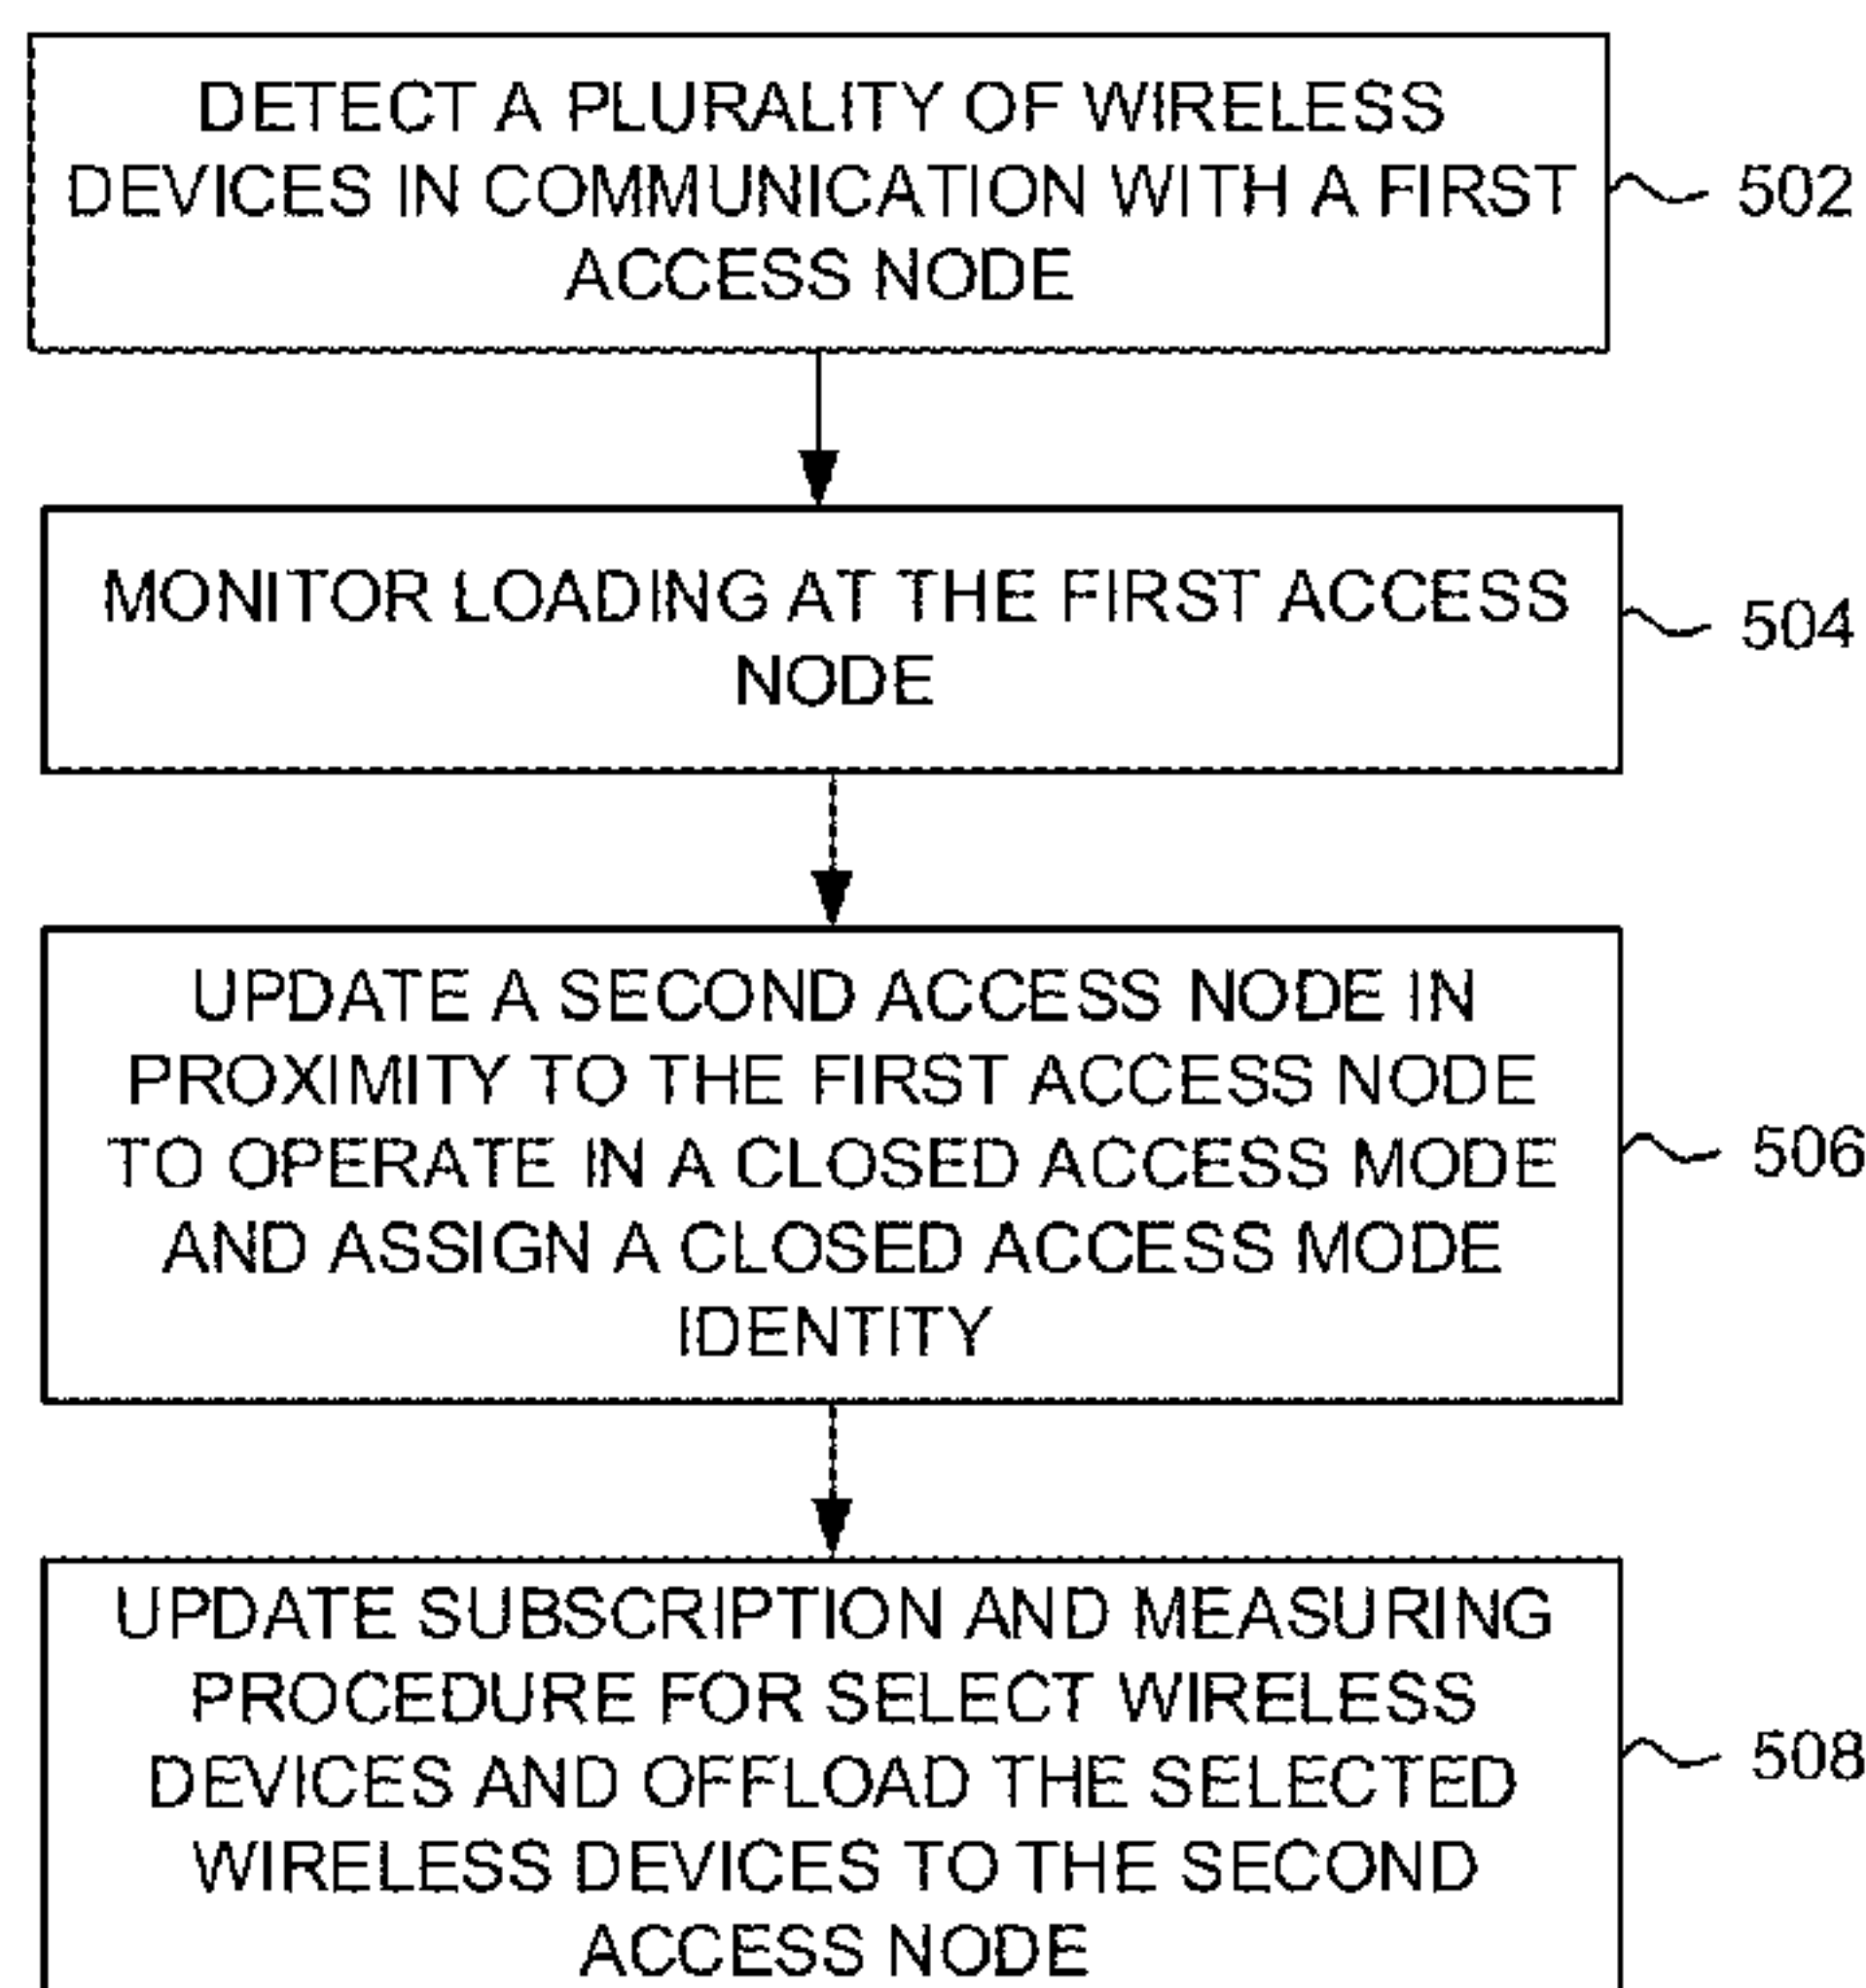 DETECT A PLURALITY OF WIRELESS
DEVICES IN COMMUNICATION WITH A FIRST
ACCESS NODE
502
MONITOR LOADING AT THE FIRST ACCESS
NODE
504
UPDATE A SECOND ACCESS NODE IN
PROXIMITY TO THE FIRST ACCESS NODE
TO OPERATE IN A CLOSED ACCESS MODE
AND ASSIGN A CLOSED ACCESS MODE
IDENTITY
506
UPDATE SUBSCRIPTION AND MEASURING
PROCEDURE FOR SELECT WIRELESS
DEVICES AND OFFLOAD THE SELECTED
WIRELESS DEVICES TO THE SECOND
ACCESS NODE
508